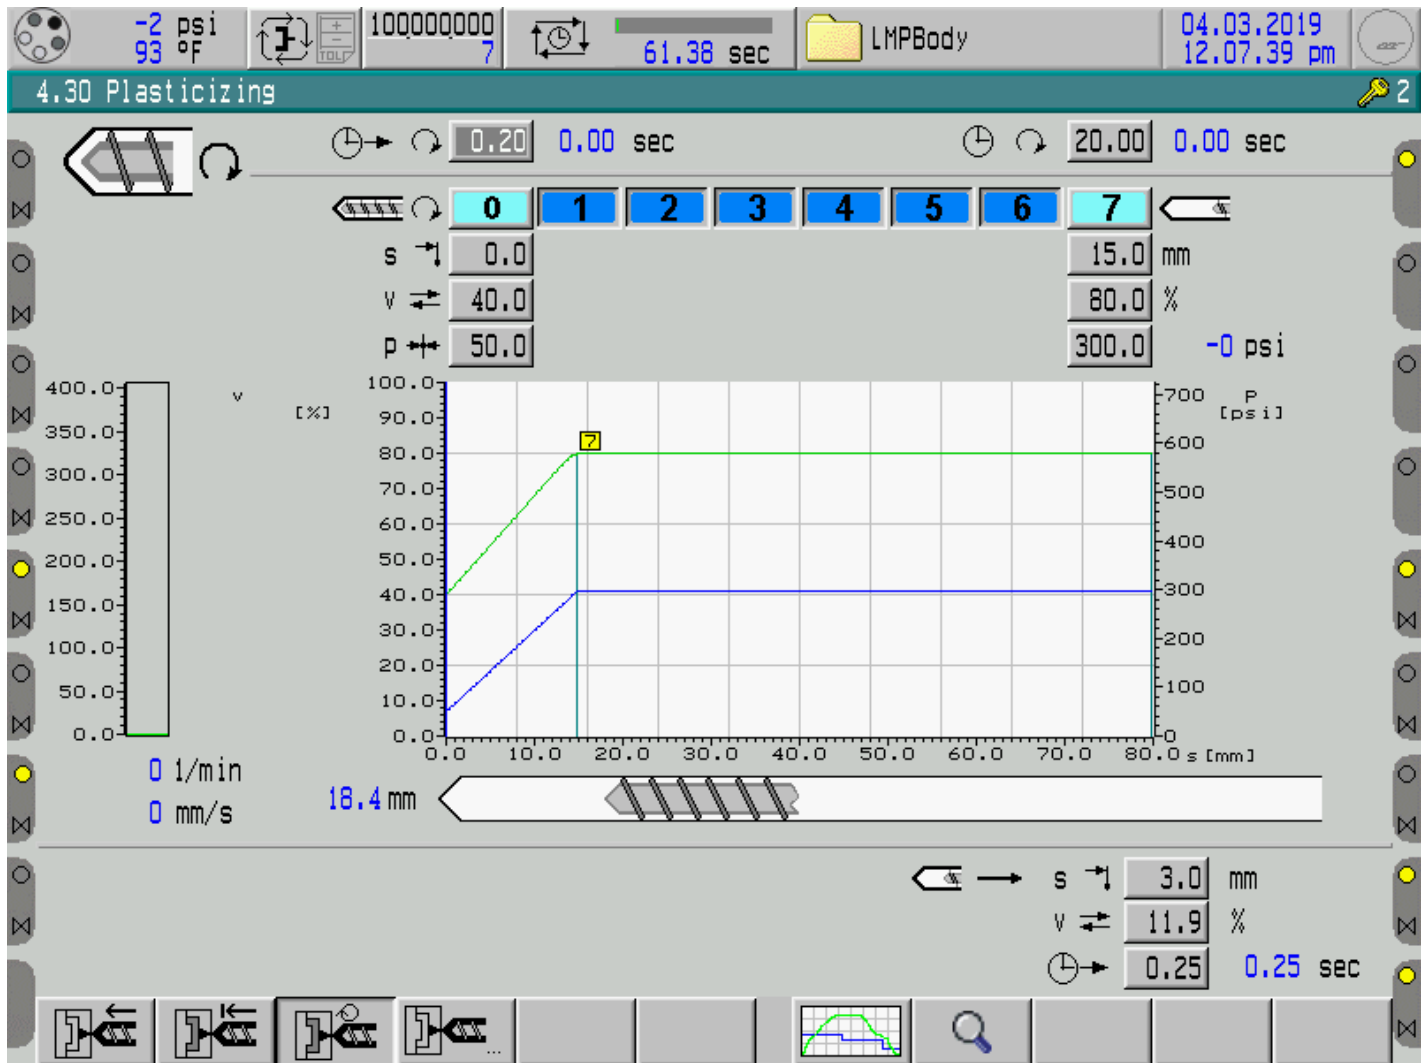 -2 psi
93 °F
TOLP
100,000,000
7
61.38 sec
LMPBody
04.03.2019
12.07.39 pm
4.30 Plasticizing
2
0.20 0.00 sec
20.00 0.00 sec
0 1 2 3 4 5 6 7
s 0.0 15.0 mm
v 40.0 80.0 %
p 50.0 300.0 -0 psi
400.0
350.0
300.0
250.0
200.0
150.0
100.0
50.0
0.0
v
[%]
100.0
90.0
80.0
70.0
60.0
50.0
40.0
30.0
20.0
10.0
0.0
7
700
600
500
400
300
200
100
0
P
[psi]
0.0 10.0 20.0 30.0 40.0 50.0 60.0 70.0 80.0 s [mm]
0 1/min
0 mm/s
18.4 mm
s 3.0 mm
v 11.9 %
0.25 0.25 sec
...